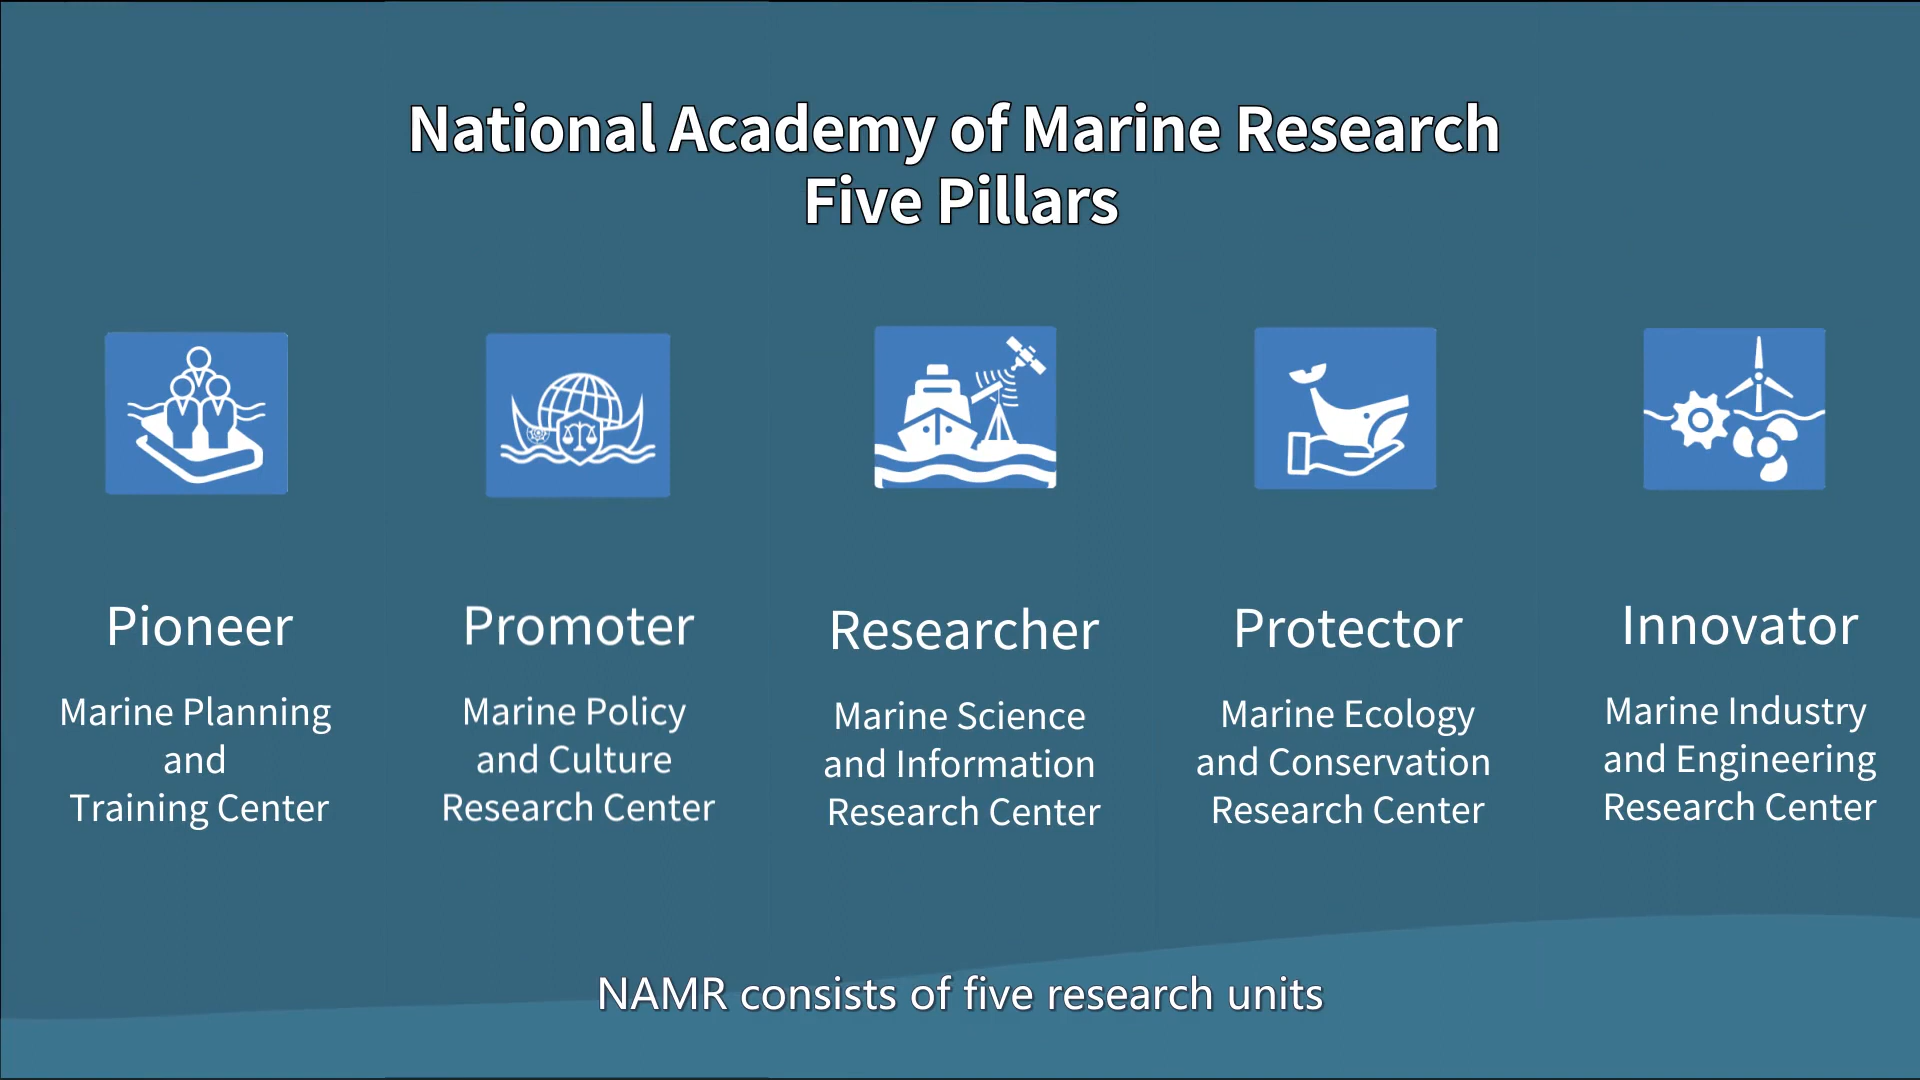 National Academy of Marine Research
Five Pillars
Pioneer
Marine Planning
and
Training Center
Promoter
Marine Policy
and Culture
Research Center
Researcher
Marine Science
and Information
Research Center
Protector
Marine Ecology
and Conservation
Research Center
Innovator
Marine Industry
and Engineering
Research Center
NAMR consists of five research units